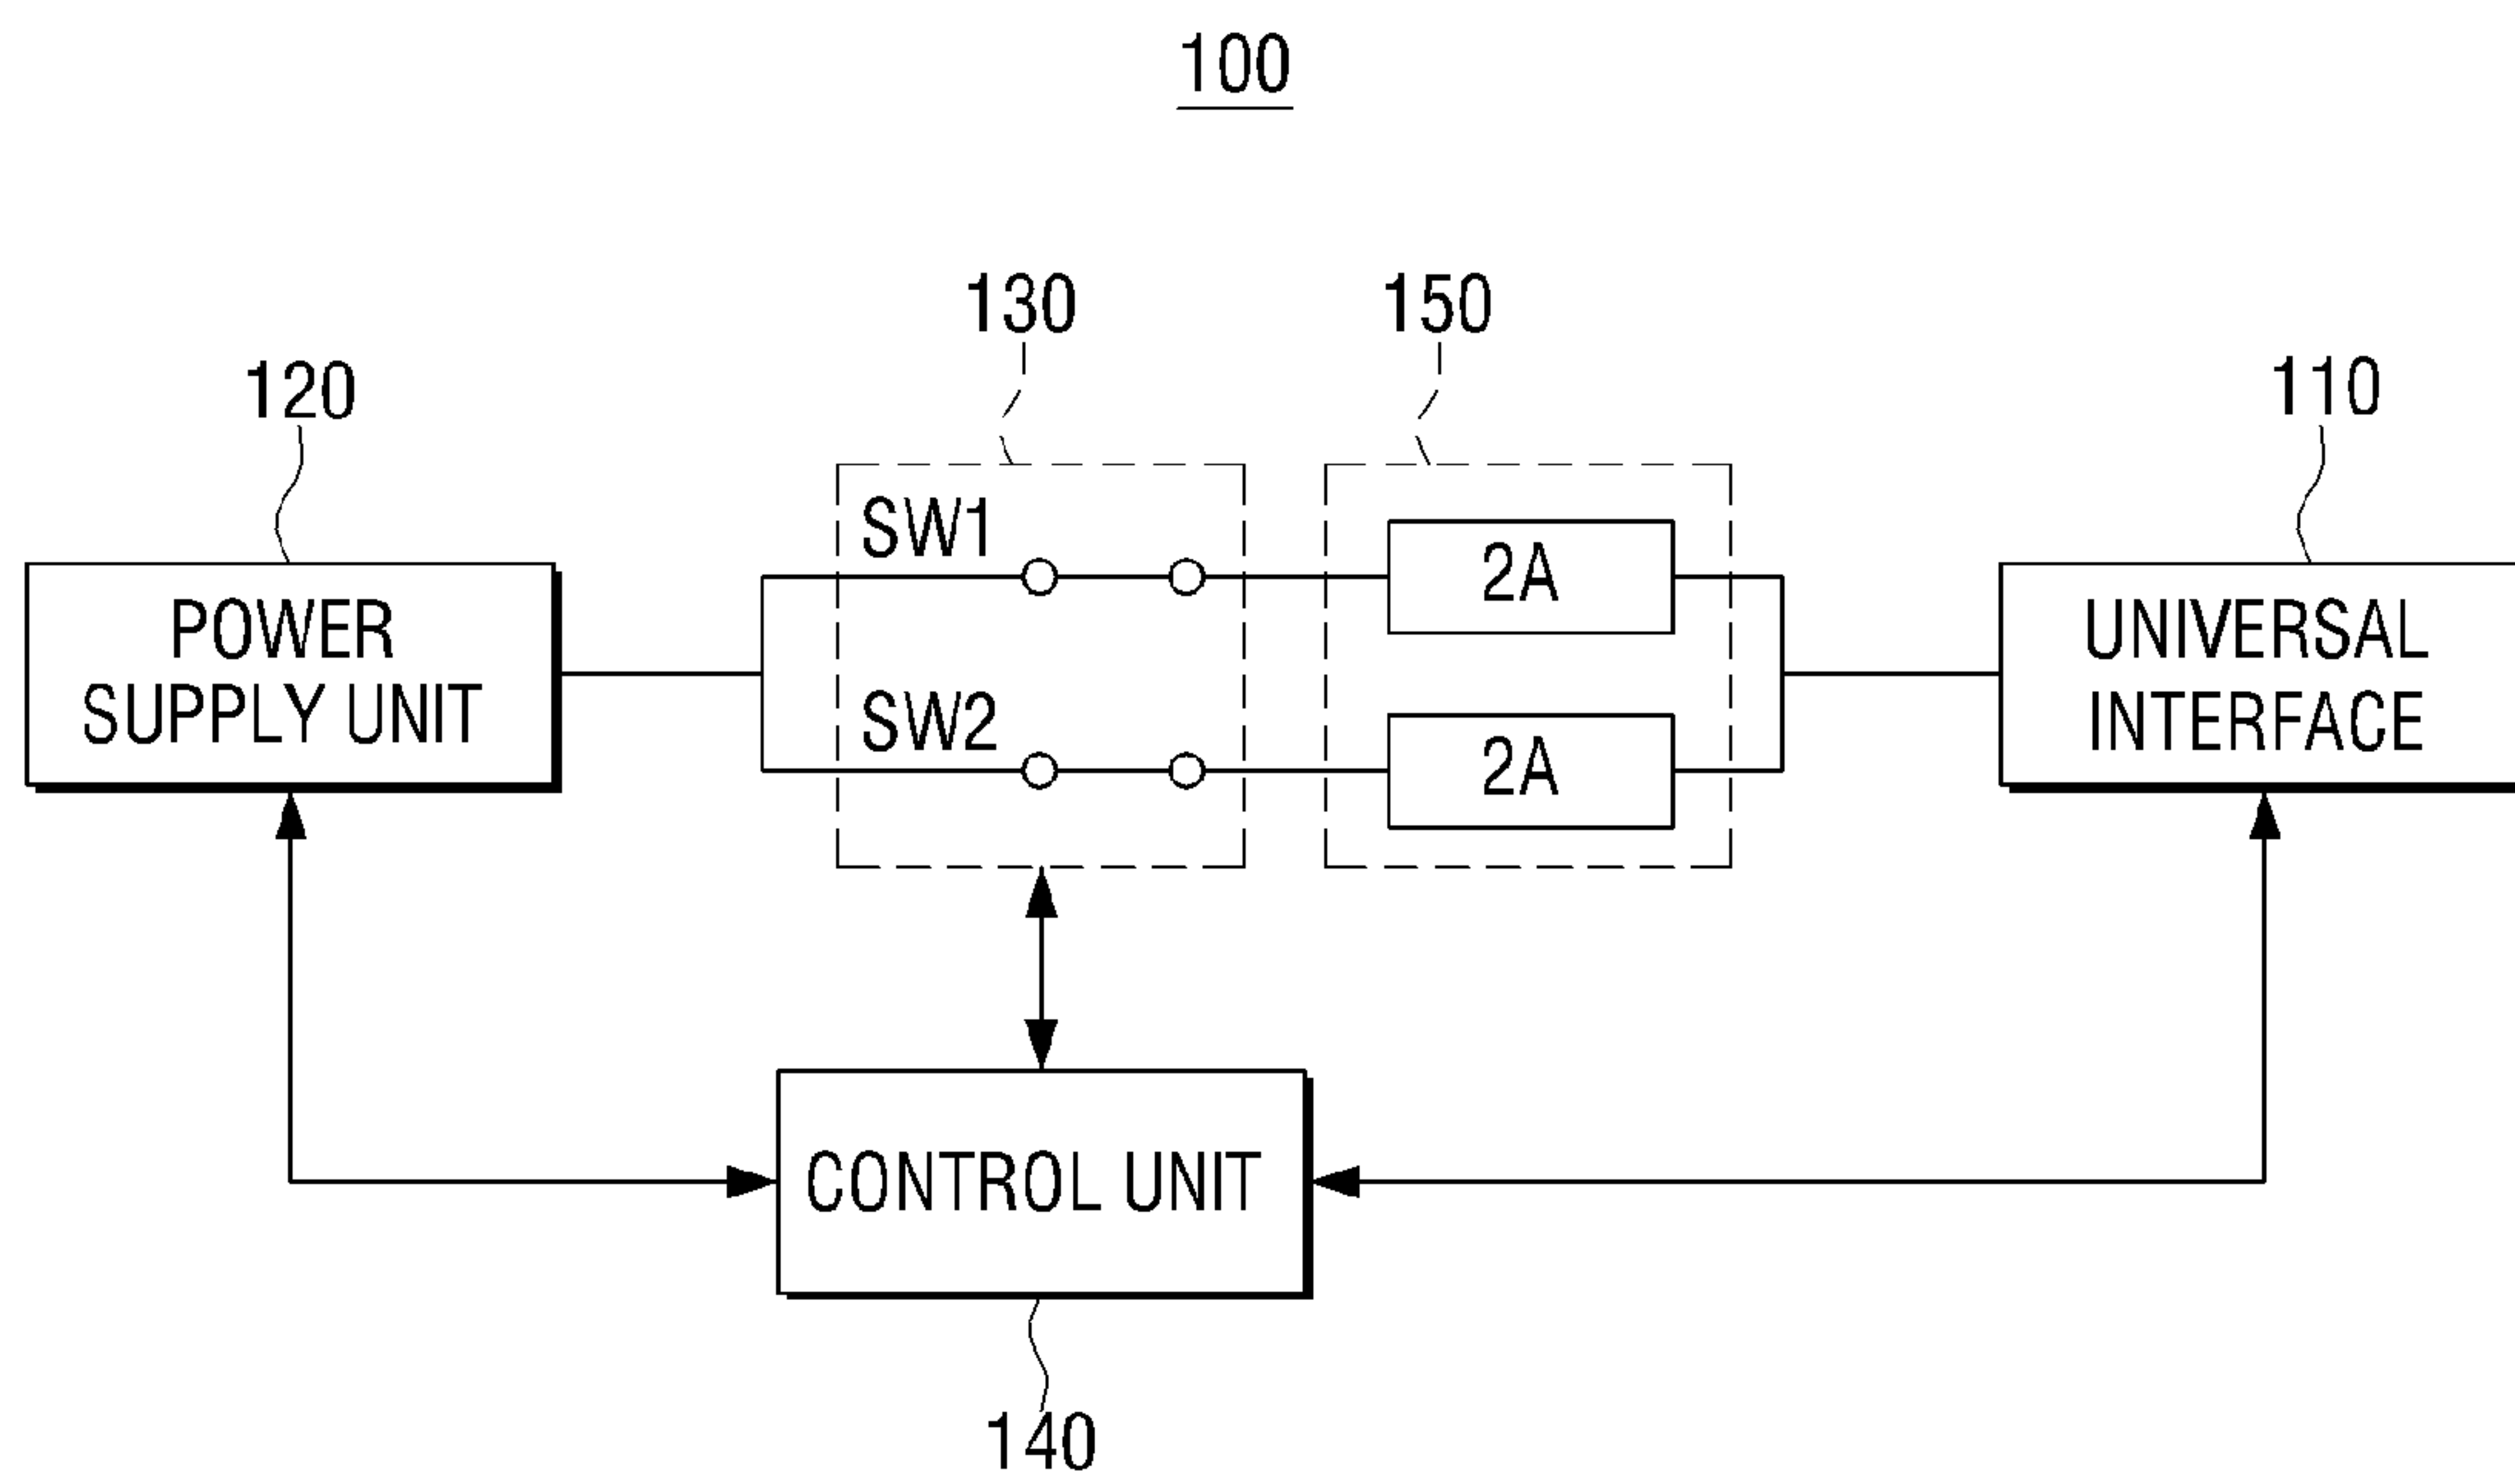 100
130
150
120
110
SW1
2A
POWER
SUPPLY UNIT
UNIVERSAL
INTERFACE
SW2
2A
CONTROL UNIT
140